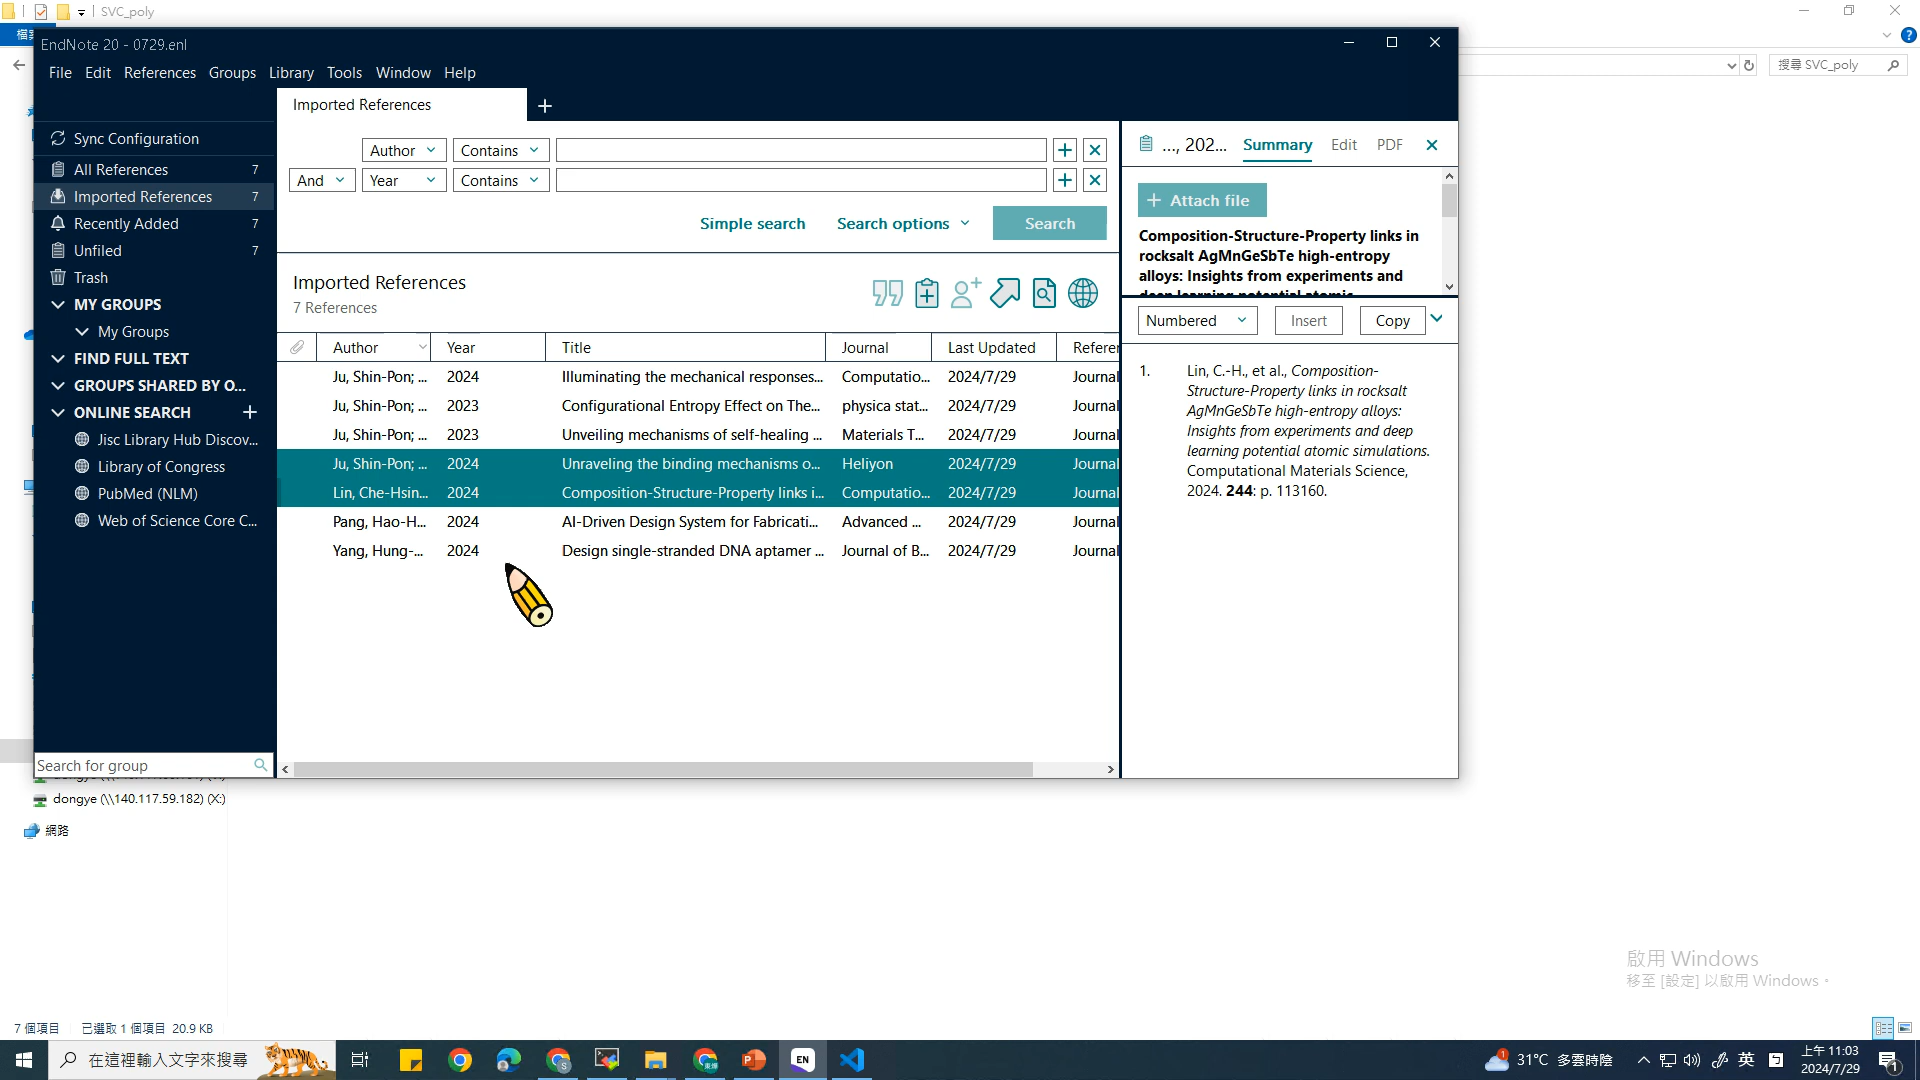 SVC_poly
檔案
搜尋 SVC_poly
EndNote 20 - 0729.enl
File Edit References Groups Library Tools Window Help
Imported References
Sync Configuration
All References 7
Imported References 7
Recently Added 7
Unfiled 7
Trash
MY GROUPS
My Groups
FIND FULL TEXT
GROUPS SHARED BY O...
ONLINE SEARCH
Jisc Library Hub Discov...
Library of Congress
PubMed (NLM)
Web of Science Core C...
Search for group
Author Contains
And Year Contains
Simple search Search options Search
Imported References
7 References
Author Year Title Journal Last Updated Referen
Ju, Shin-Pon; ... 2024 Illuminating the mechanical responses... Computatio... 2024/7/29 Journal
Ju, Shin-Pon; ... 2023 Configurational Entropy Effect on The... physica stat... 2024/7/29 Journal
Ju, Shin-Pon; ... 2023 Unveiling mechanisms of self-healing ... Materials T... 2024/7/29 Journal
Ju, Shin-Pon; ... 2024 Unraveling the binding mechanisms o... Heliyon 2024/7/29 Journal
Lin, Che-Hsin... 2024 Composition-Structure-Property links i... Computatio... 2024/7/29 Journal
Pang, Hao-H... 2024 AI-Driven Design System for Fabricati... Advanced ... 2024/7/29 Journal
Yang, Hung-... 2024 Design single-stranded DNA aptamer ... Journal of B... 2024/7/29 Journal
..., 202... Summary Edit PDF
Attach file
Composition-Structure-Property links in
rocksalt AgMnGeSbTe high-entropy
alloys: Insights from experiments and
deep learning potential atomic
Numbered Insert Copy
1. Lin, C.-H., et al., Composition-
Structure-Property links in rocksalt
AgMnGeSbTe high-entropy alloys:
Insights from experiments and deep
learning potential atomic simulations.
Computational Materials Science,
2024. 244: p. 113160.
dongye (\\140.117.59.182) (X:)
網路
啟用 Windows
移至 [設定] 以啟用 Windows。
7 個項目 已選取 1 個項目 20.9 KB
在這裡輸入文字來搜尋
EN
31°C 多雲時陰
英
上午 11:03
2024/7/29